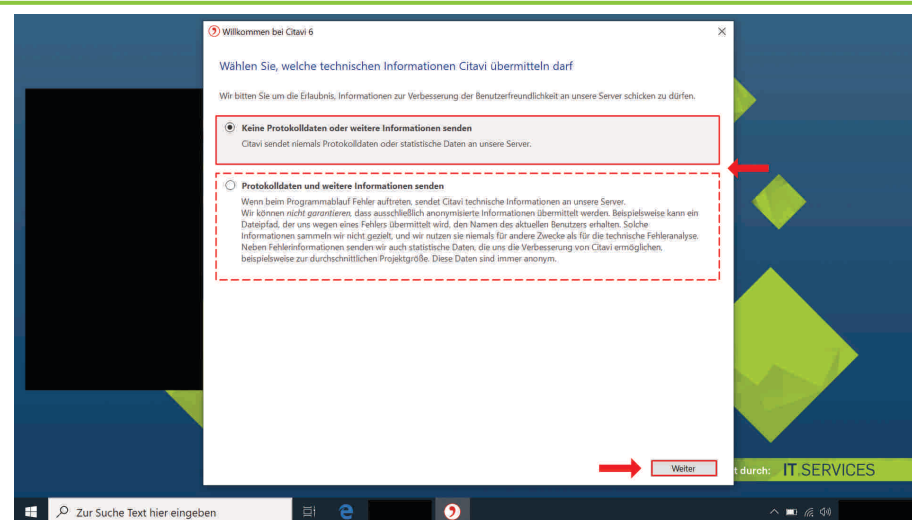 Willkommen bei Citavi 6
Wählen Sie, welche technischen Informationen Citavi übermitteln darf
Wir bitten Sie um die Erlaubnis, Informationen zur Verbesserung der Benutzerfreundlichkeit an unsere Server schicken zu dürfen.
Keine Protokolldaten oder weitere Informationen senden
Citavi sendet niemals Protokolldaten oder statistische Daten an unsere Server.
Protokolldaten und weitere Informationen senden
Wenn beim Programmablauf Fehler auftreten, sendet Citavi technische Informationen an unsere Server.
Wir können nicht garantieren, dass ausschließlich anonymisierte Informationen übermittelt werden. Beispielsweise kann ein
Dateipfad, der uns wegen eines Fehlers übermittelt wird, den Namen des aktuellen Benutzers erhalten. Solche
Informationen sammeln wir nicht gezielt, und wir nutzen sie niemals für andere Zwecke als für die technische Fehleranalyse.
Neben Fehlerinformationen senden wir auch statistische Daten, die uns die Verbesserung von Citavi ermöglichen,
beispielsweise zur durchschnittlichen Projektgröße. Diese Daten sind immer anonym.
Weiter
t durch: IT.SERVICES
Zur Suche Text hier eingeben